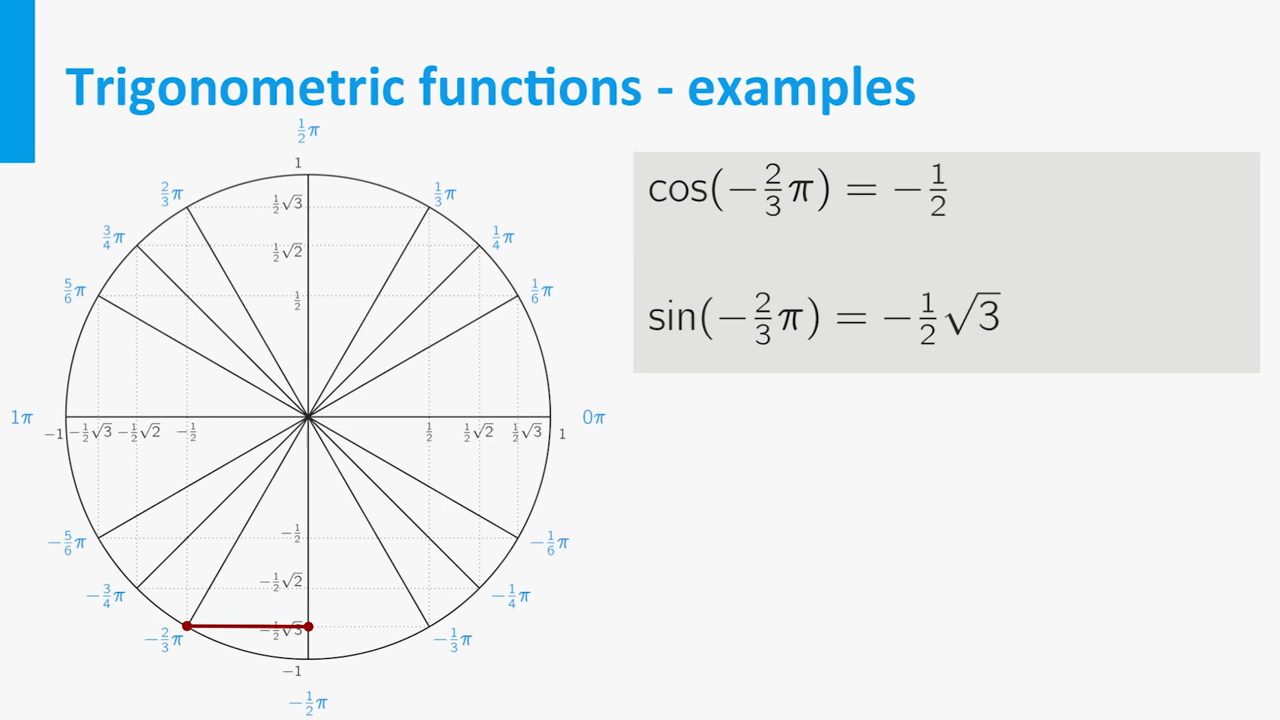 Trigonometric functions - examples
½π
1
⅔π ½√3 ⅓π
¾π ½√2 ¼π
⅚π ½ ⅙π
1π 0π
−1 −½√3 −½√2 −½ ½ ½√2 ½√3 1
−⅚π −½ −⅙π
−¾π −½√2 −¼π
−⅔π −½√3 −⅓π
−1
−½π
cos(−⅔π) = −½
sin(−⅔π) = −½√3